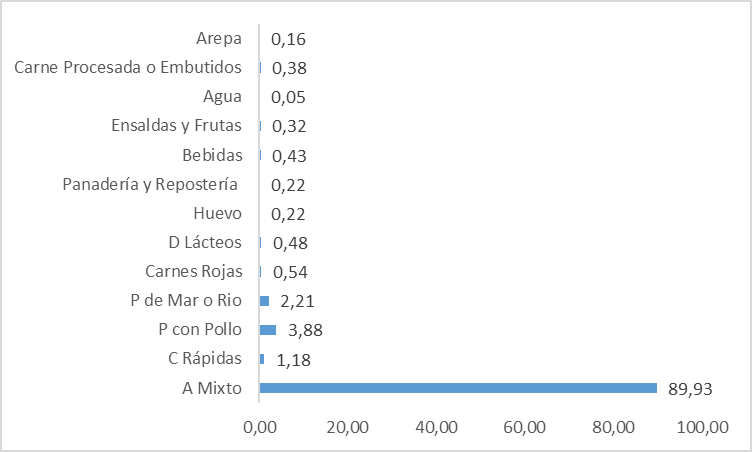 Arepa 0,16
Carne Procesada o Embutidos 0,38
Agua 0,05
Ensaldas y Frutas 0,32
Bebidas 0,43
Panadería y Repostería 0,22
Huevo 0,22
D Lácteos 0,48
Carnes Rojas 0,54
P de Mar o Rio 2,21
P con Pollo 3,88
C Rápidas 1,18
A Mixto 89,93
0,00 20,00 40,00 60,00 80,00 100,00